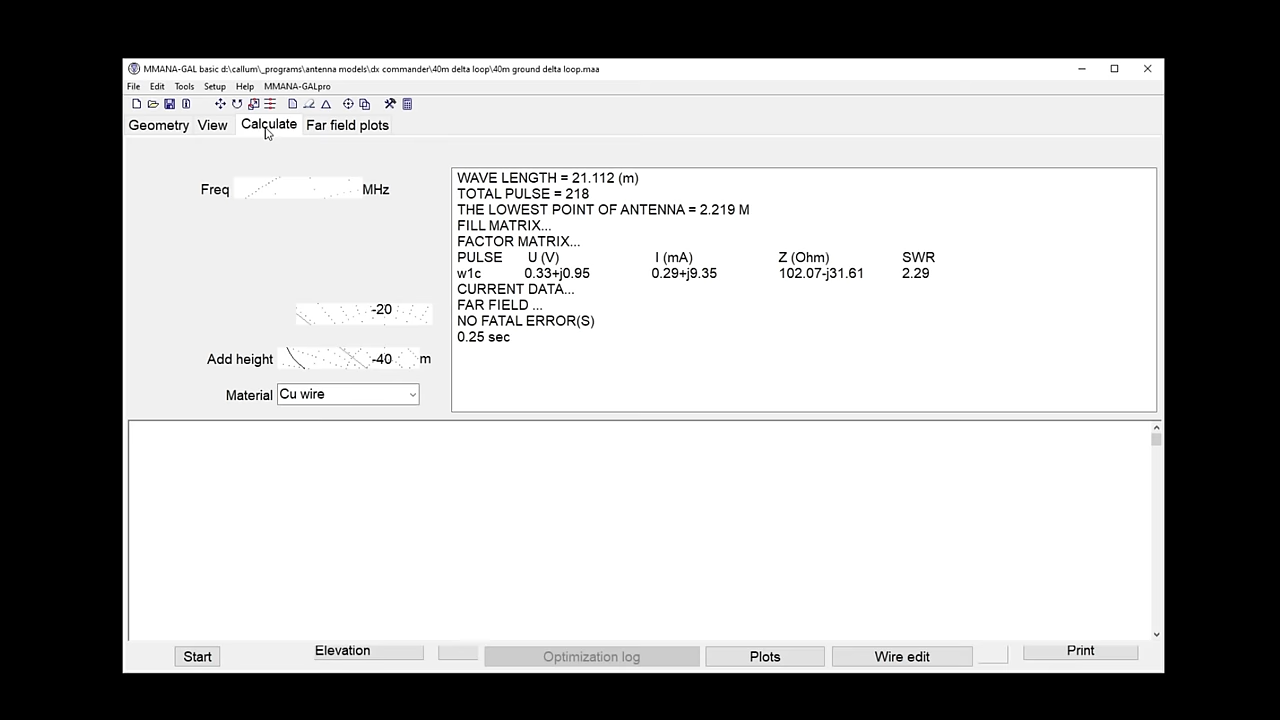 MMANA-GAL basic d:\callum\_programs\antenna models\dx commander\40m delta loop\40m ground delta loop.maa
File Edit Tools Setup Help MMANA-GALpro
Geometry View Calculate Far field plots
Freq MHz
-20
Add height -40 m
Material Cu wire
WAVE LENGTH = 21.112 (m)
TOTAL PULSE = 218
THE LOWEST POINT OF ANTENNA = 2.219 M
FILL MATRIX...
FACTOR MATRIX...
PULSE U (V) I (mA) Z (Ohm) SWR
w1c 0.33+j0.95 0.29+j9.35 102.07-j31.61 2.29
CURRENT DATA...
FAR FIELD ...
NO FATAL ERROR(S)
0.25 sec
Start Elevation Optimization log Plots Wire edit Print